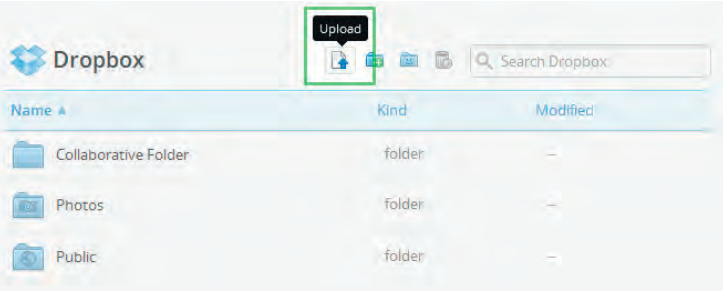 Upload
Dropbox
Search Dropbox
Name Kind Modified
Collaborative Folder folder --
Photos folder --
Public folder --